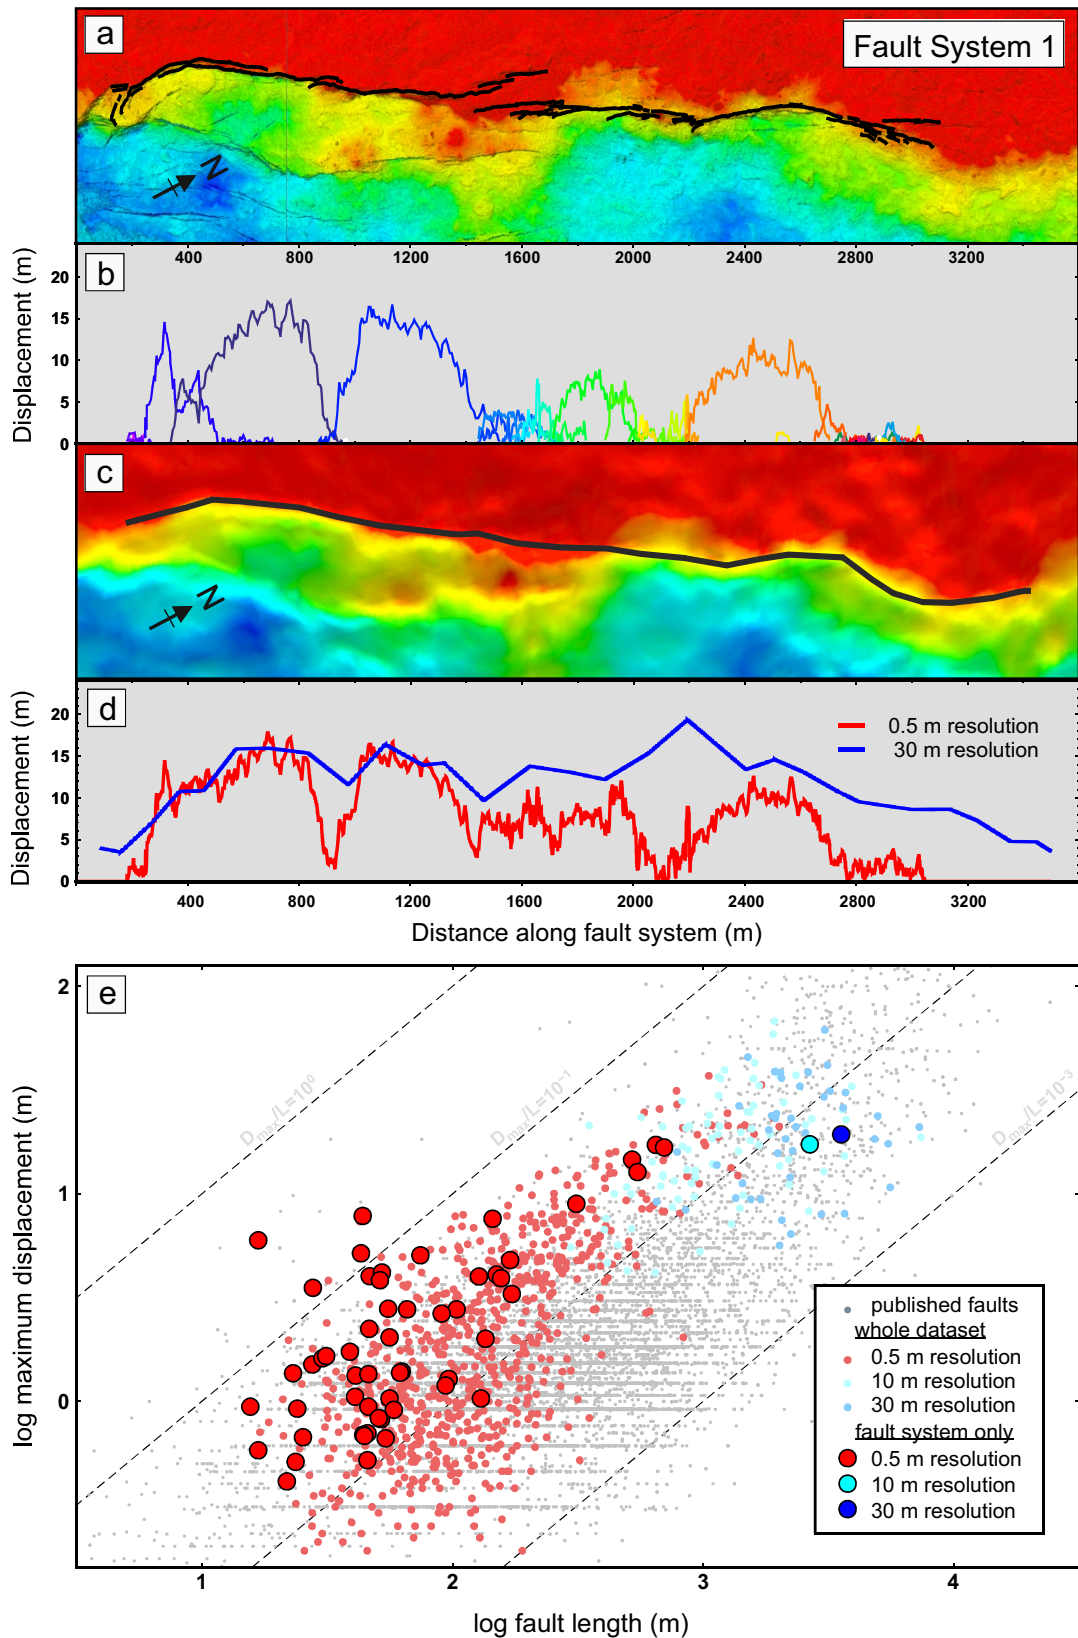 a
Fault System 1
N
400 800 1200 1600 2000 2400 2800 3200
b
Displacement (m)
20
15
10
5
0
c
N
d
Displacement (m)
20
15
10
5
0
0.5 m resolution
30 m resolution
400 800 1200 1600 2000 2400 2800 3200
Distance along fault system (m)
e
log maximum displacement (m)
2
1
0
Dmax/L=10⁰
Dmax/L=10⁻¹
Dmax/L=10⁻³
published faults
whole dataset
0.5 m resolution
10 m resolution
30 m resolution
fault system only
0.5 m resolution
10 m resolution
30 m resolution
1 2 3 4
log fault length (m)